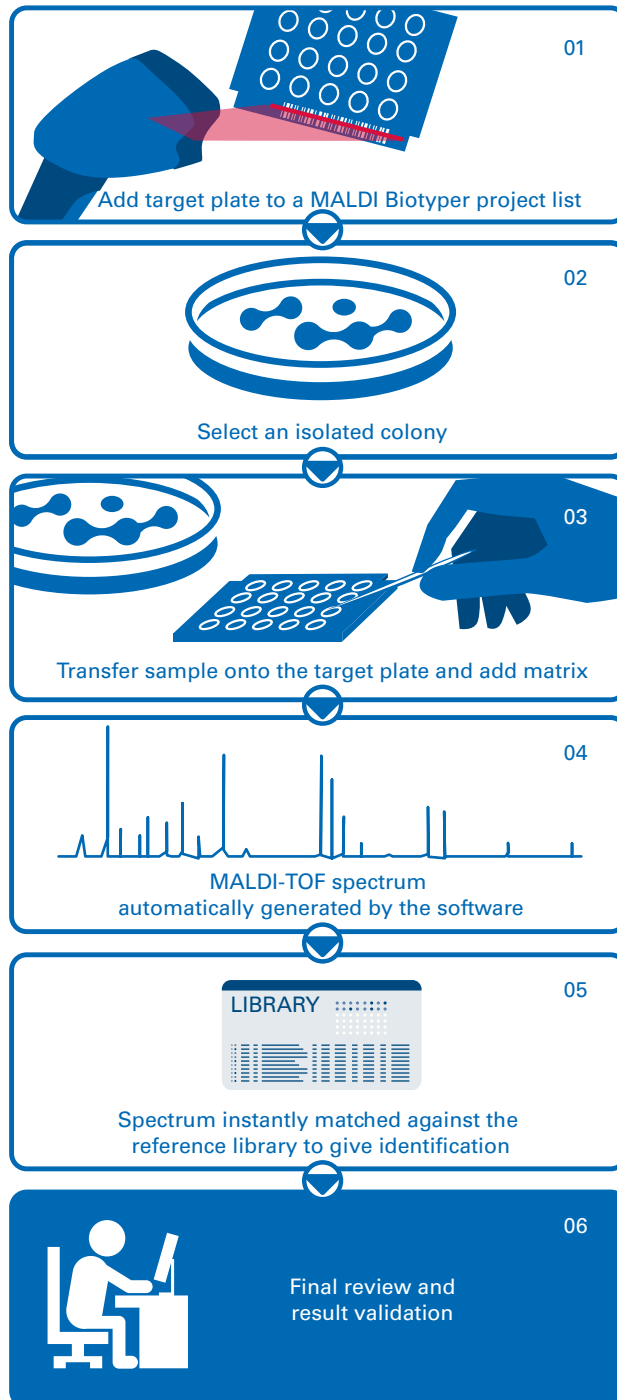 01
Add target plate to a MALDI Biotyper project list
02
Select an isolated colony
03
Transfer sample onto the target plate and add matrix
04
MALDI-TOF spectrum
automatically generated by the software
05
LIBRARY
Spectrum instantly matched against the
reference library to give identification
06
Final review and
result validation